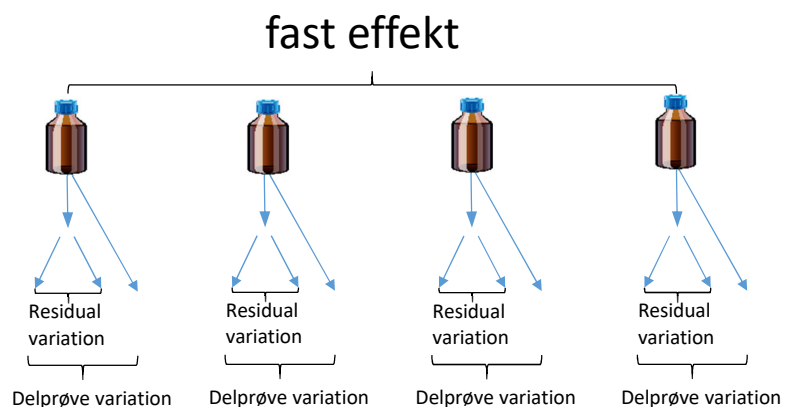 fast effekt
Residual
variation
Residual
variation
Residual
variation
Residual
variation
Delprøve variation
Delprøve variation
Delprøve variation
Delprøve variation